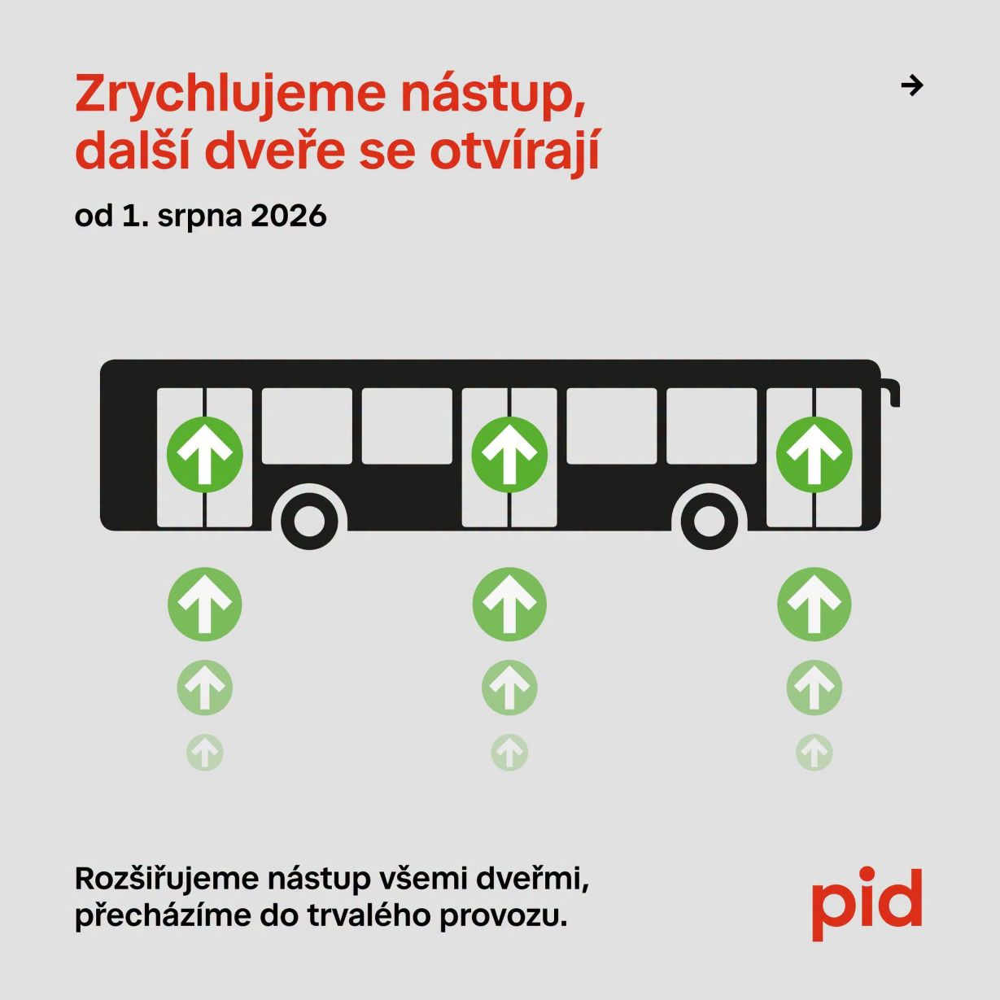 Zrychlujeme nástup,
další dveře se otvírají
od 1. srpna 2026
Rozšiřujeme nástup všemi dveřmi,
přecházíme do trvalého provozu.
pid